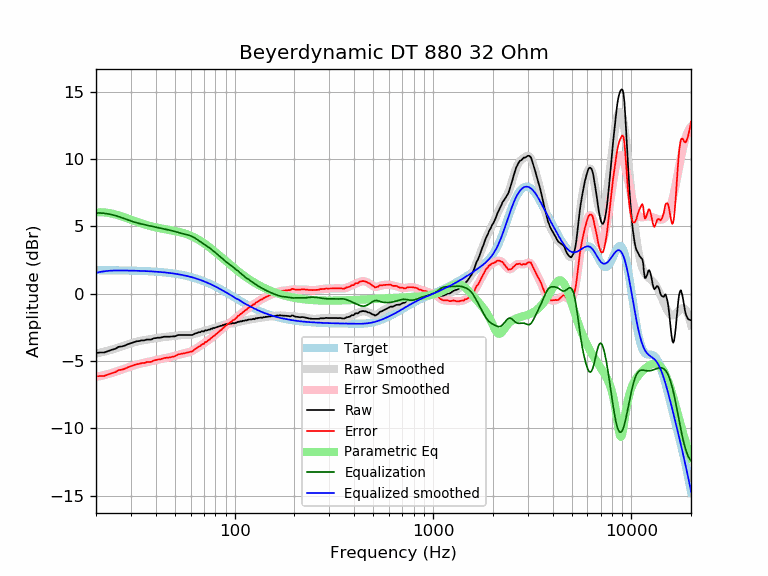 Beyerdynamic DT 880 32 Ohm
15
10
5
0
−5
−10
−15
Amplitude (dBr)
Target
Raw Smoothed
Error Smoothed
Raw
Error
Parametric Eq
Equalization
Equalized smoothed
100
1000
10000
Frequency (Hz)